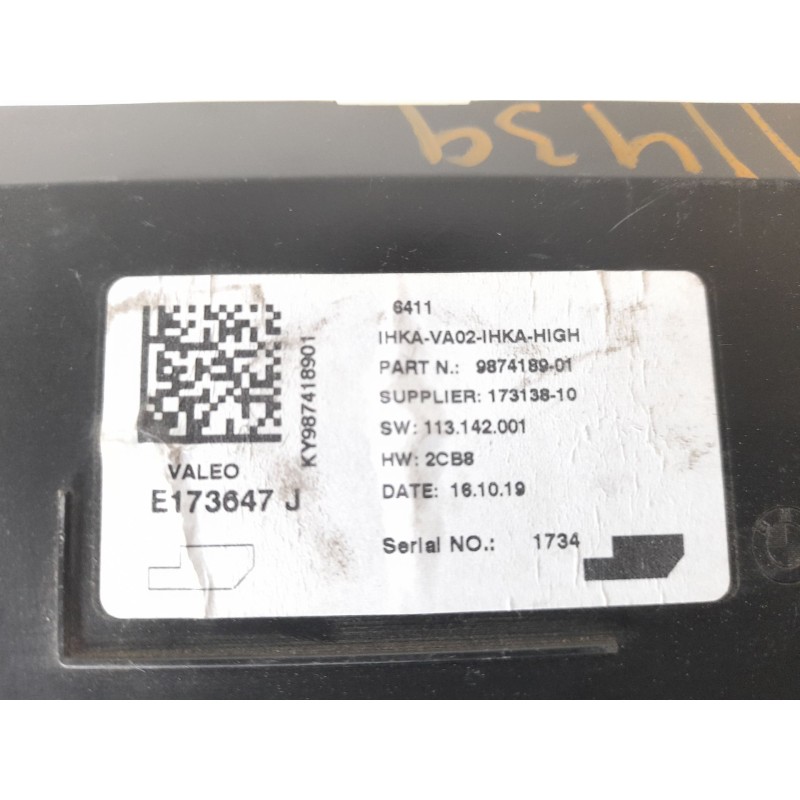 11439
6411
IHKA-VA02-IHKA-HIGH
PART N.: 9874189-01
SUPPLIER: 173138-10
SW: 113.142.001
HW: 2CB8
DATE: 16.10.19
Serial NO.: 1734
KY987418901
VALEO
E173647 J